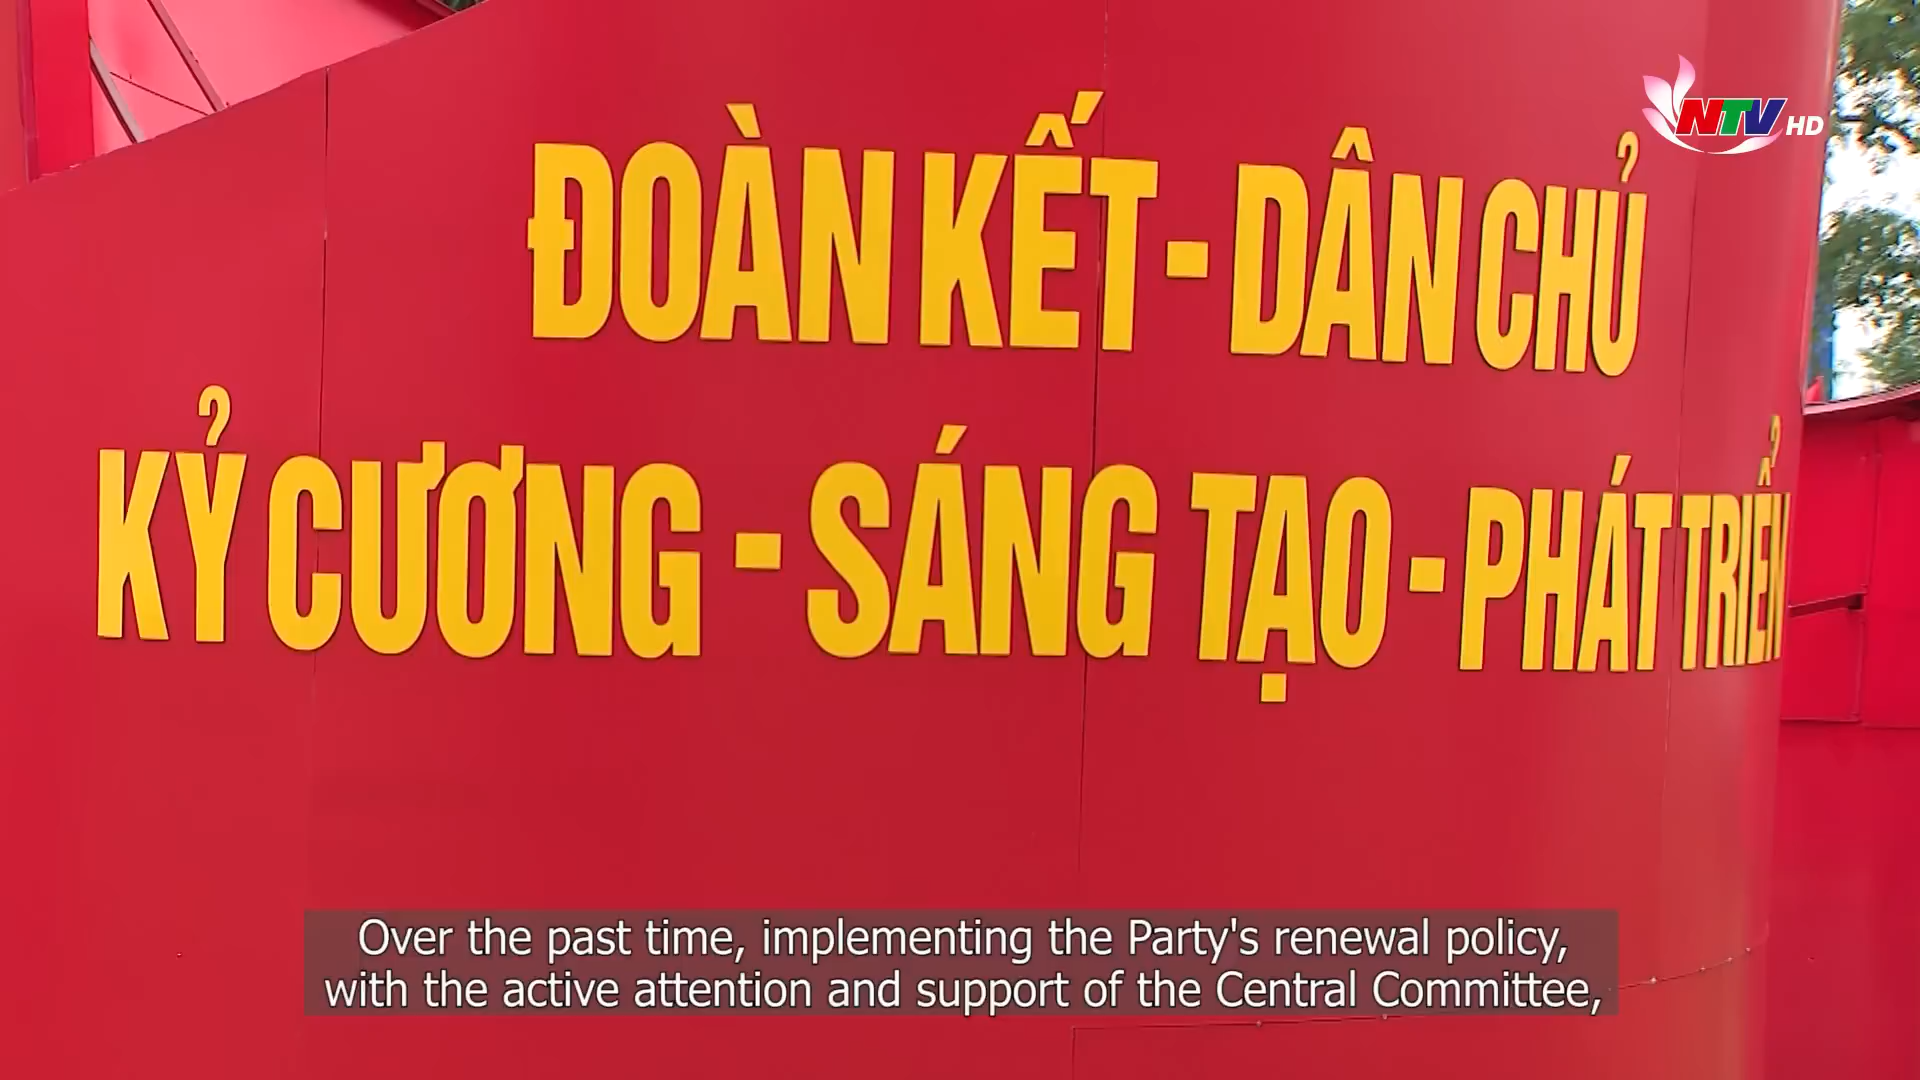 NTV HD
ĐOÀN KẾT - DÂN CHỦ
KỶ CƯƠNG - SÁNG TẠO - PHÁT TRIỂN
Over the past time, implementing the Party's renewal policy,
with the active attention and support of the Central Committee,